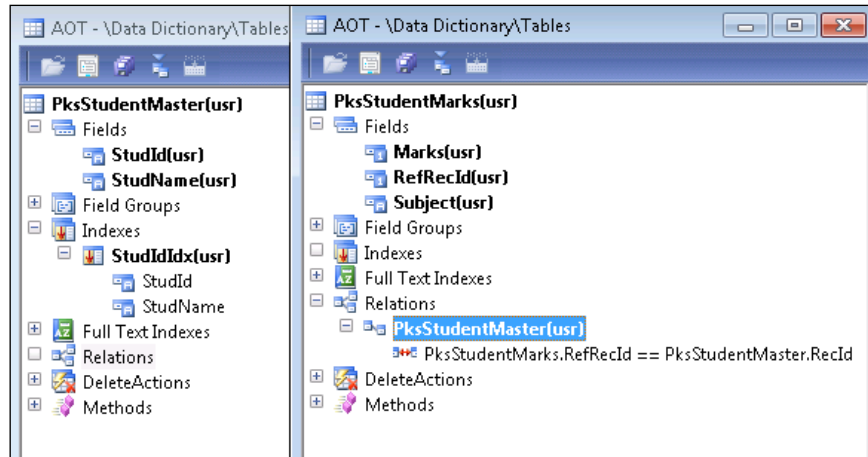 AOT - \Data Dictionary\Tables
PksStudentMaster(usr)
Fields
StudId(usr)
StudName(usr)
Field Groups
Indexes
StudIdIdx(usr)
StudId
StudName
Full Text Indexes
Relations
DeleteActions
Methods
AOT - \Data Dictionary\Tables
PksStudentMarks(usr)
Fields
Marks(usr)
RefRecId(usr)
Subject(usr)
Field Groups
Indexes
Full Text Indexes
Relations
PksStudentMaster(usr)
PksStudentMarks.RefRecId == PksStudentMaster.RecId
DeleteActions
Methods